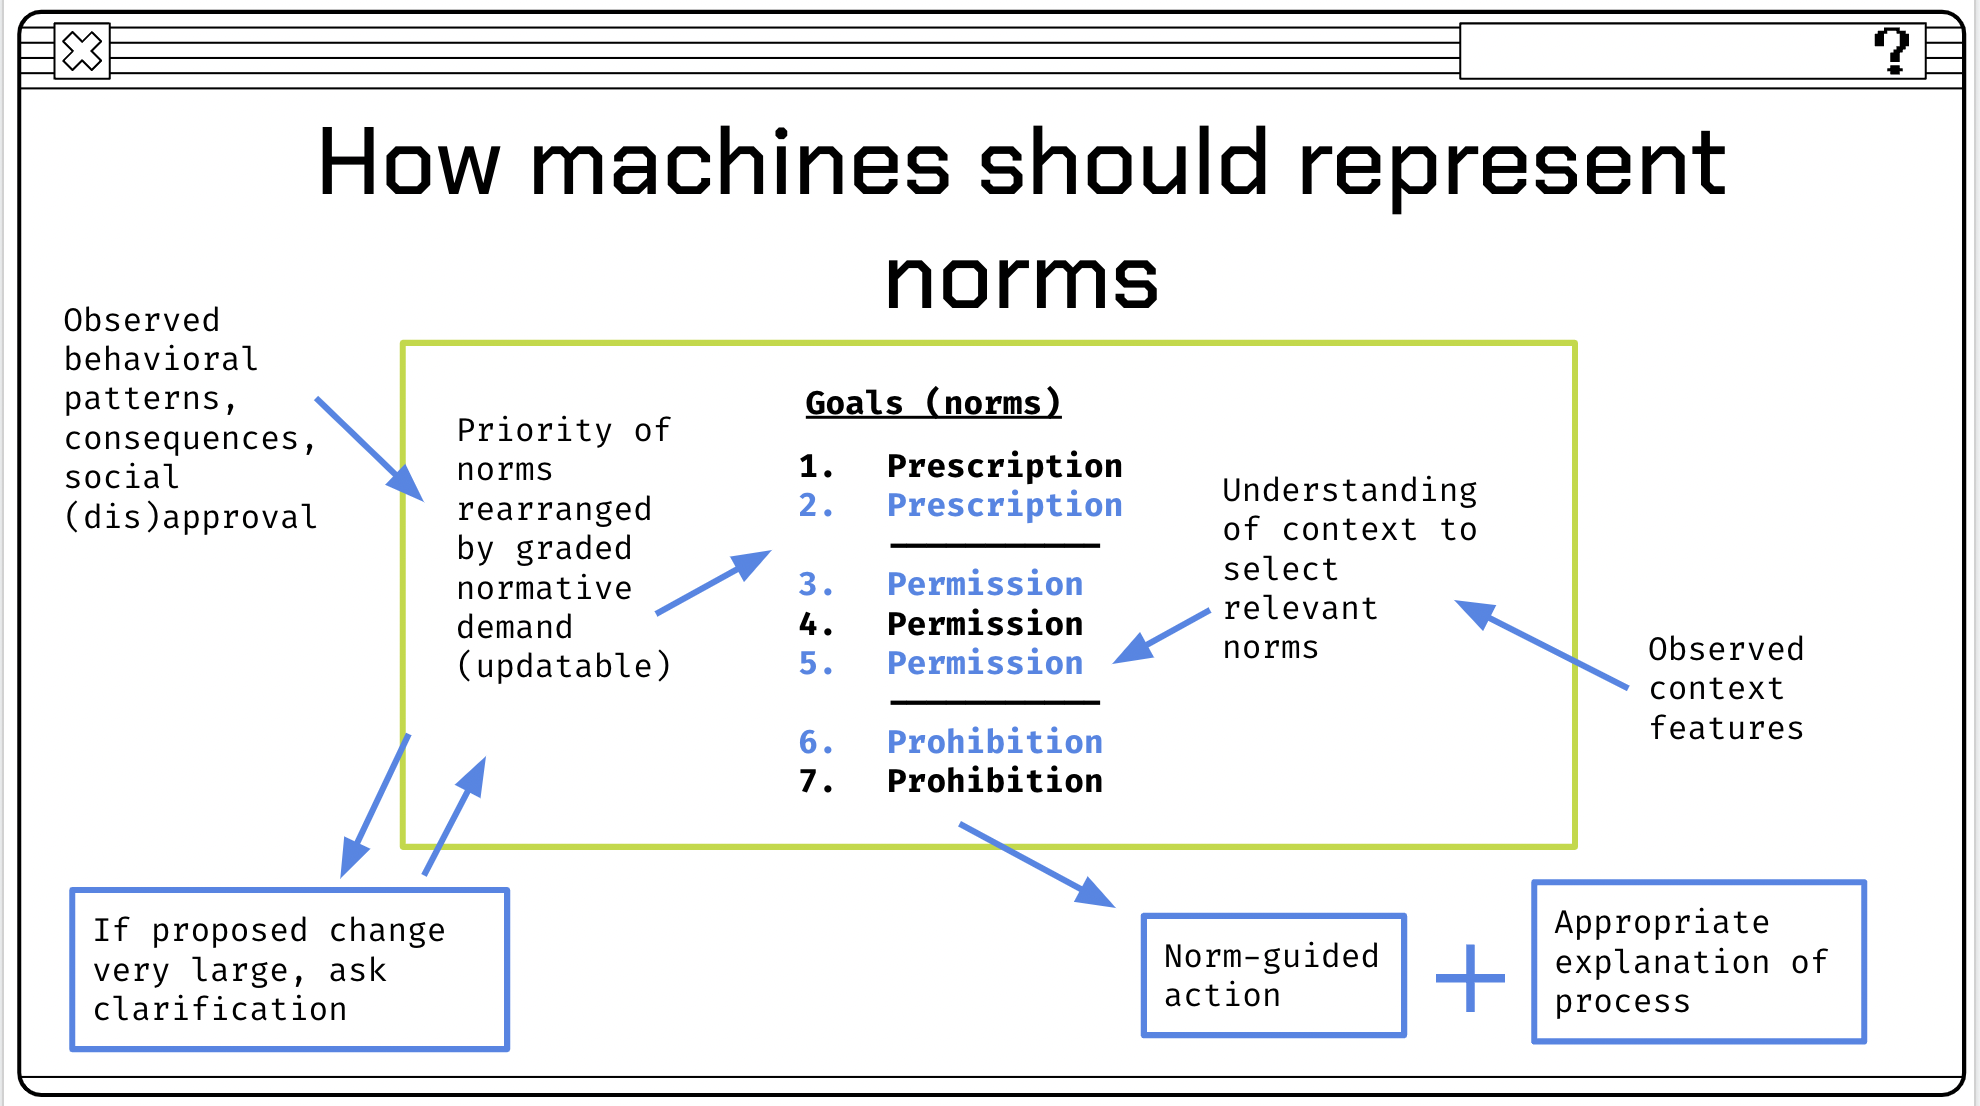 ?
How machines should represent
norms
Observed
behavioral
patterns,
consequences,
social
(dis)approval
Priority of
norms
rearranged
by graded
normative
demand
(updatable)
Goals (norms)
1. Prescription
2. Prescription
3. Permission
4. Permission
5. Permission
6. Prohibition
7. Prohibition
Understanding
of context to
select
relevant
norms
Observed
context
features
If proposed change
very large, ask
clarification
Norm-guided
action
+
Appropriate
explanation of
process